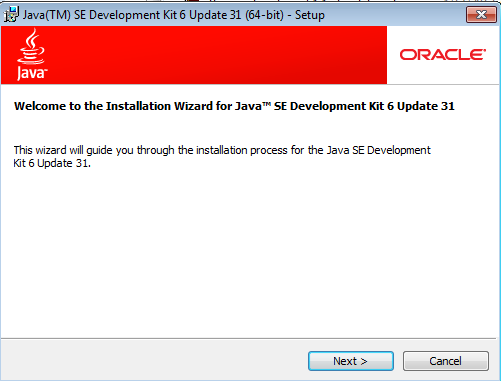 Java(TM) SE Development Kit 6 Update 31 (64-bit) - Setup
Java™
ORACLE®
Welcome to the Installation Wizard for Java™ SE Development Kit 6 Update 31
This wizard will guide you through the installation process for the Java SE Development
Kit 6 Update 31.
Next >
Cancel